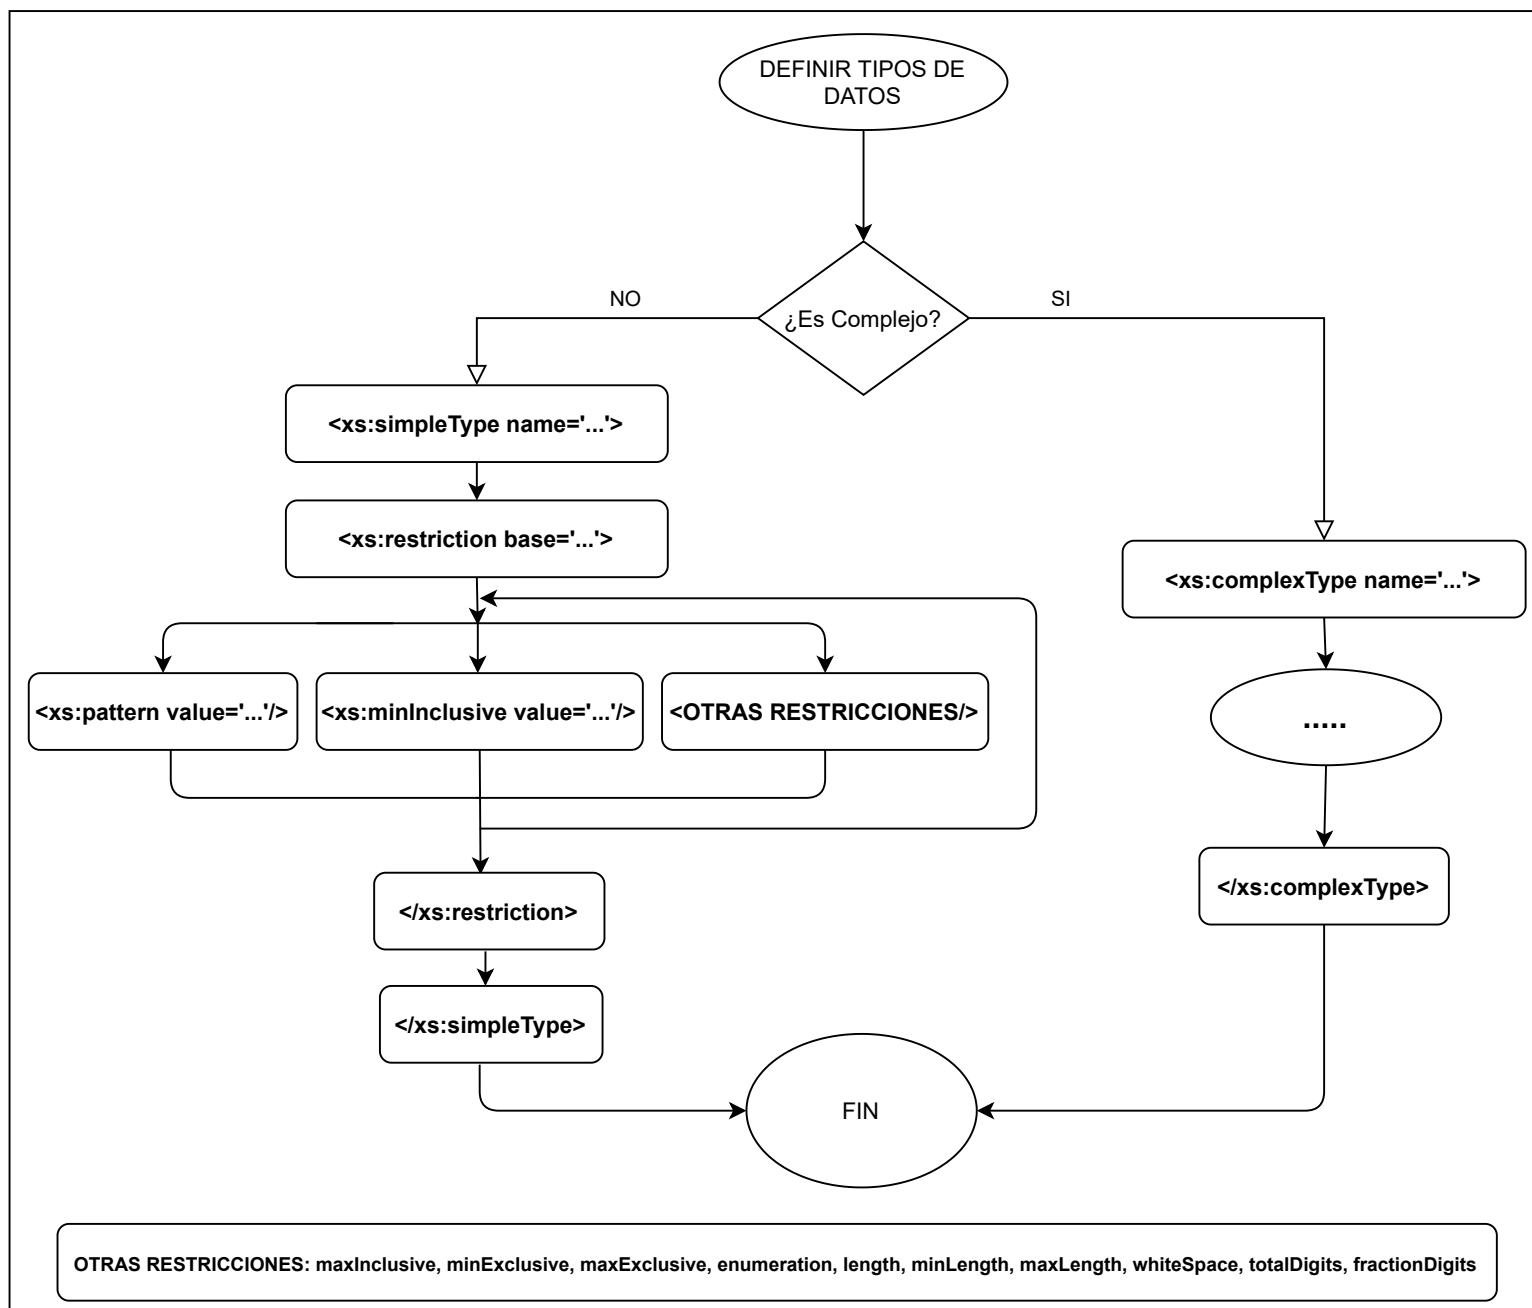 DEFINIR TIPOS DE
DATOS
¿Es Complejo?
NO
SI
<xs:simpleType name='...'>
<xs:restriction base='...'>
<xs:pattern value='...'/>
<xs:minInclusive value='...'/>
<OTRAS RESTRICCIONES/>
</xs:restriction>
</xs:simpleType>
<xs:complexType name='...'>
.....
</xs:complexType>
FIN
OTRAS RESTRICCIONES: maxInclusive, minExclusive, maxExclusive, enumeration, length, minLength, maxLength, whiteSpace, totalDigits, fractionDigits